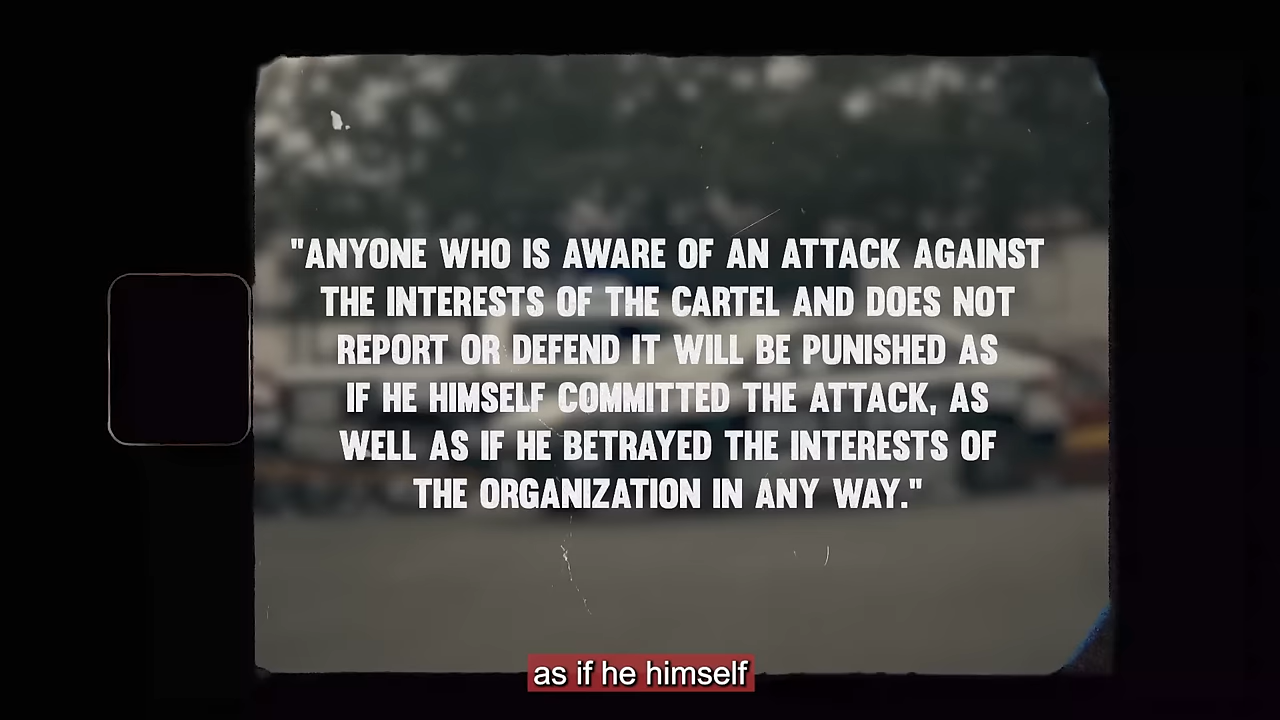 "ANYONE WHO IS AWARE OF AN ATTACK AGAINST
THE INTERESTS OF THE CARTEL AND DOES NOT
REPORT OR DEFEND IT WILL BE PUNISHED AS
IF HE HIMSELF COMMITTED THE ATTACK, AS
WELL AS IF HE BETRAYED THE INTERESTS OF
THE ORGANIZATION IN ANY WAY."
as if he himself